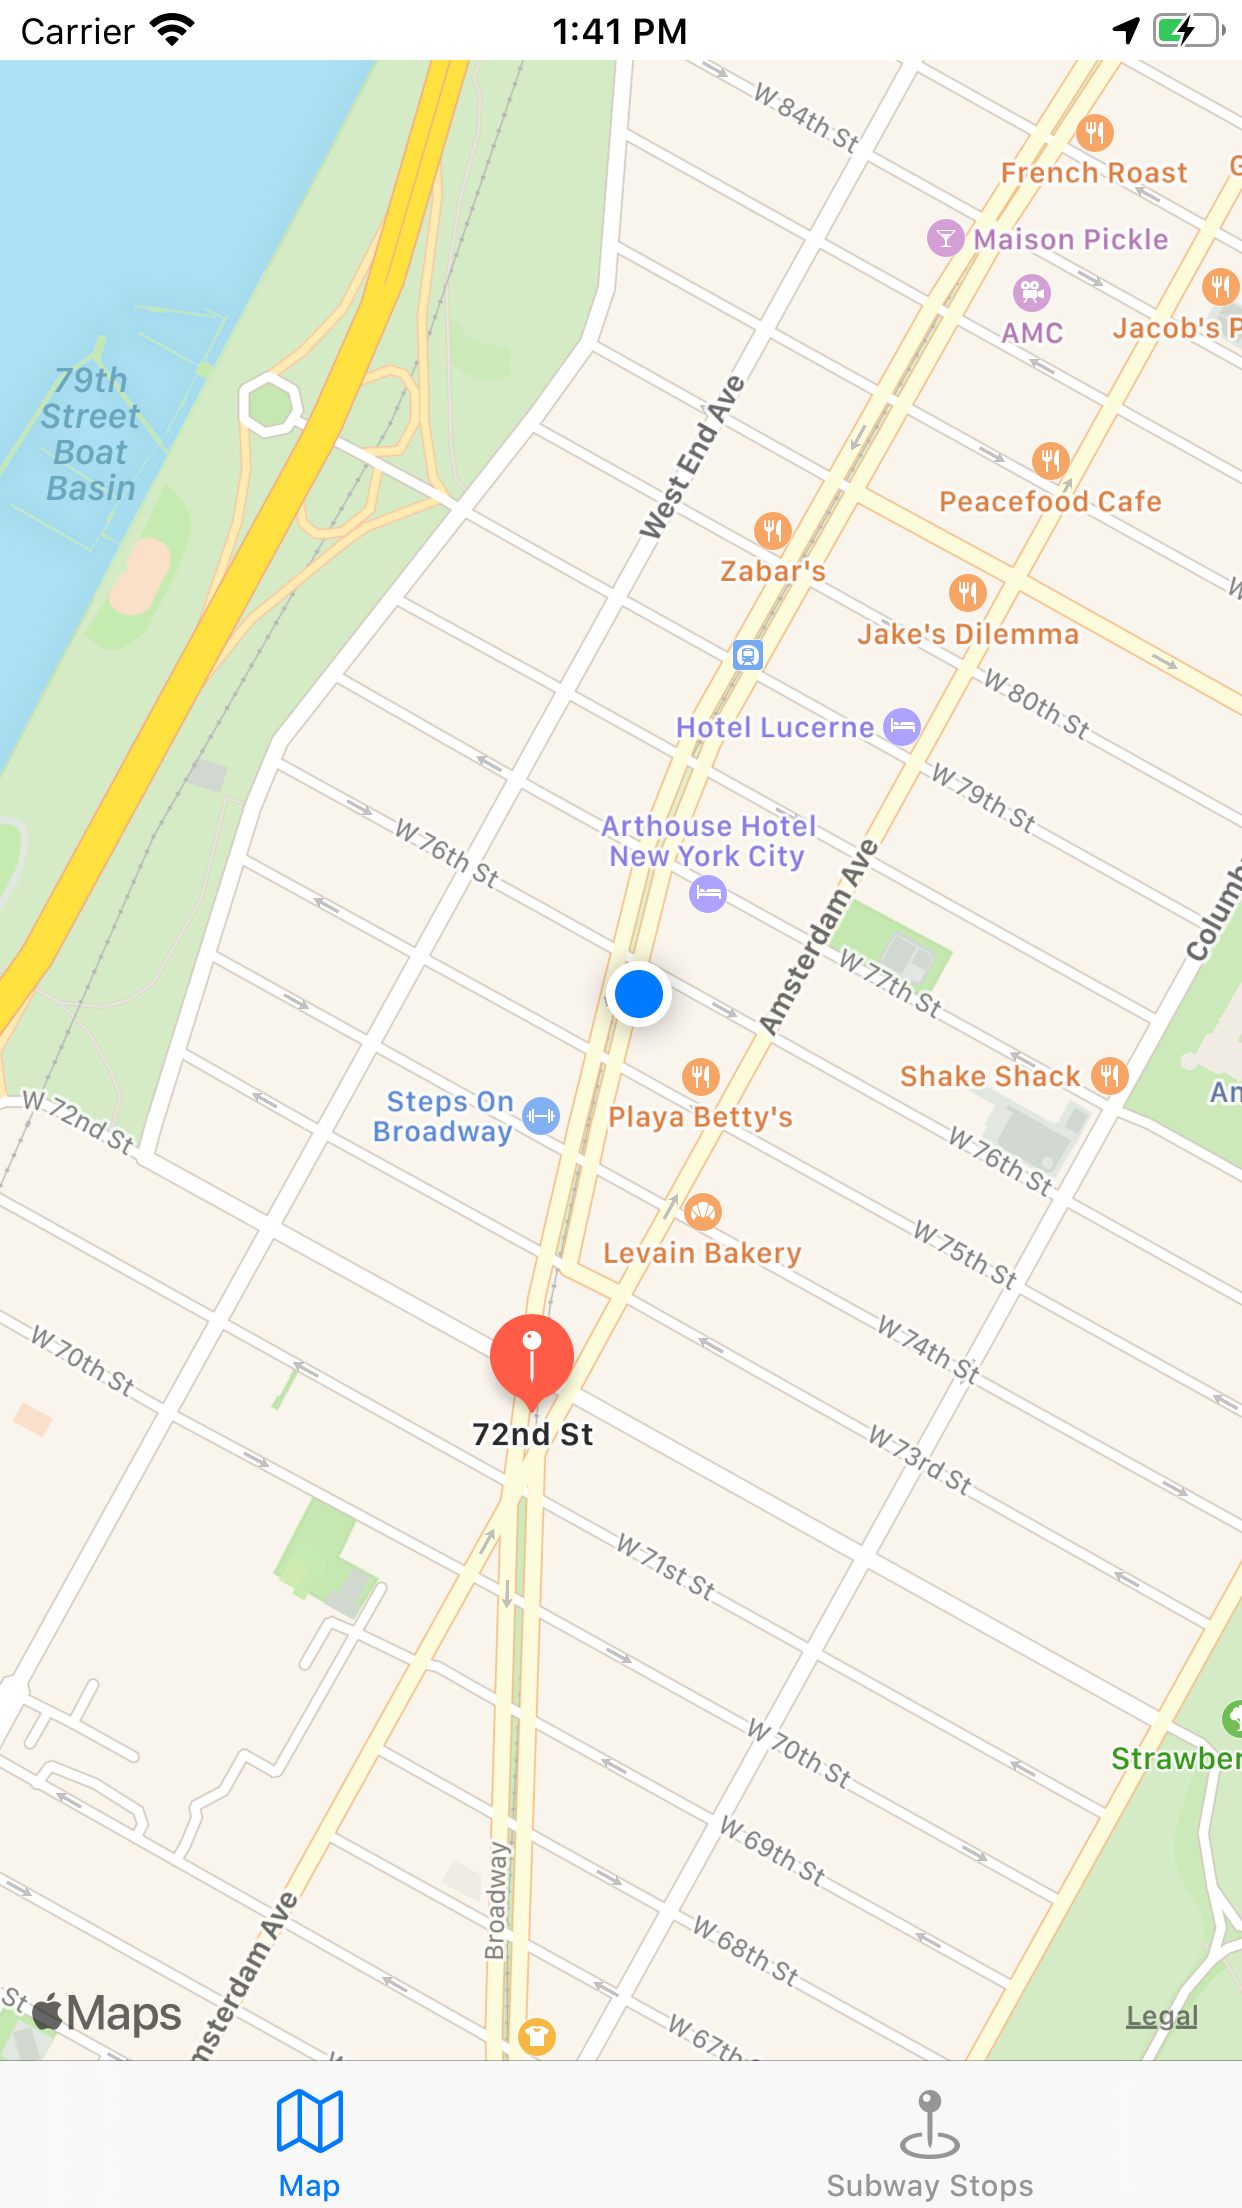 Carrier
1:41 PM
W 84th St
French Roast
Maison Pickle
AMC
Jacob's P
79th
Street
Boat
Basin
West End Ave
Peacefood Cafe
Zabar's
Jake's Dilemma
W 80th St
Hotel Lucerne
W 79th St
Arthouse Hotel
New York City
W 76th St
Amsterdam Ave
Columb
W 77th St
Shake Shack
An
Steps On
Broadway
Playa Betty's
W 72nd St
W 76th St
Levain Bakery
W 75th St
W 74th St
W 70th St
72nd St
W 73rd St
W 71st St
W 70th St
Strawber
W 69th St
Broadway
W 68th St
msterdam Ave
St
Maps
Legal
W 67th S
Map
Subway Stops